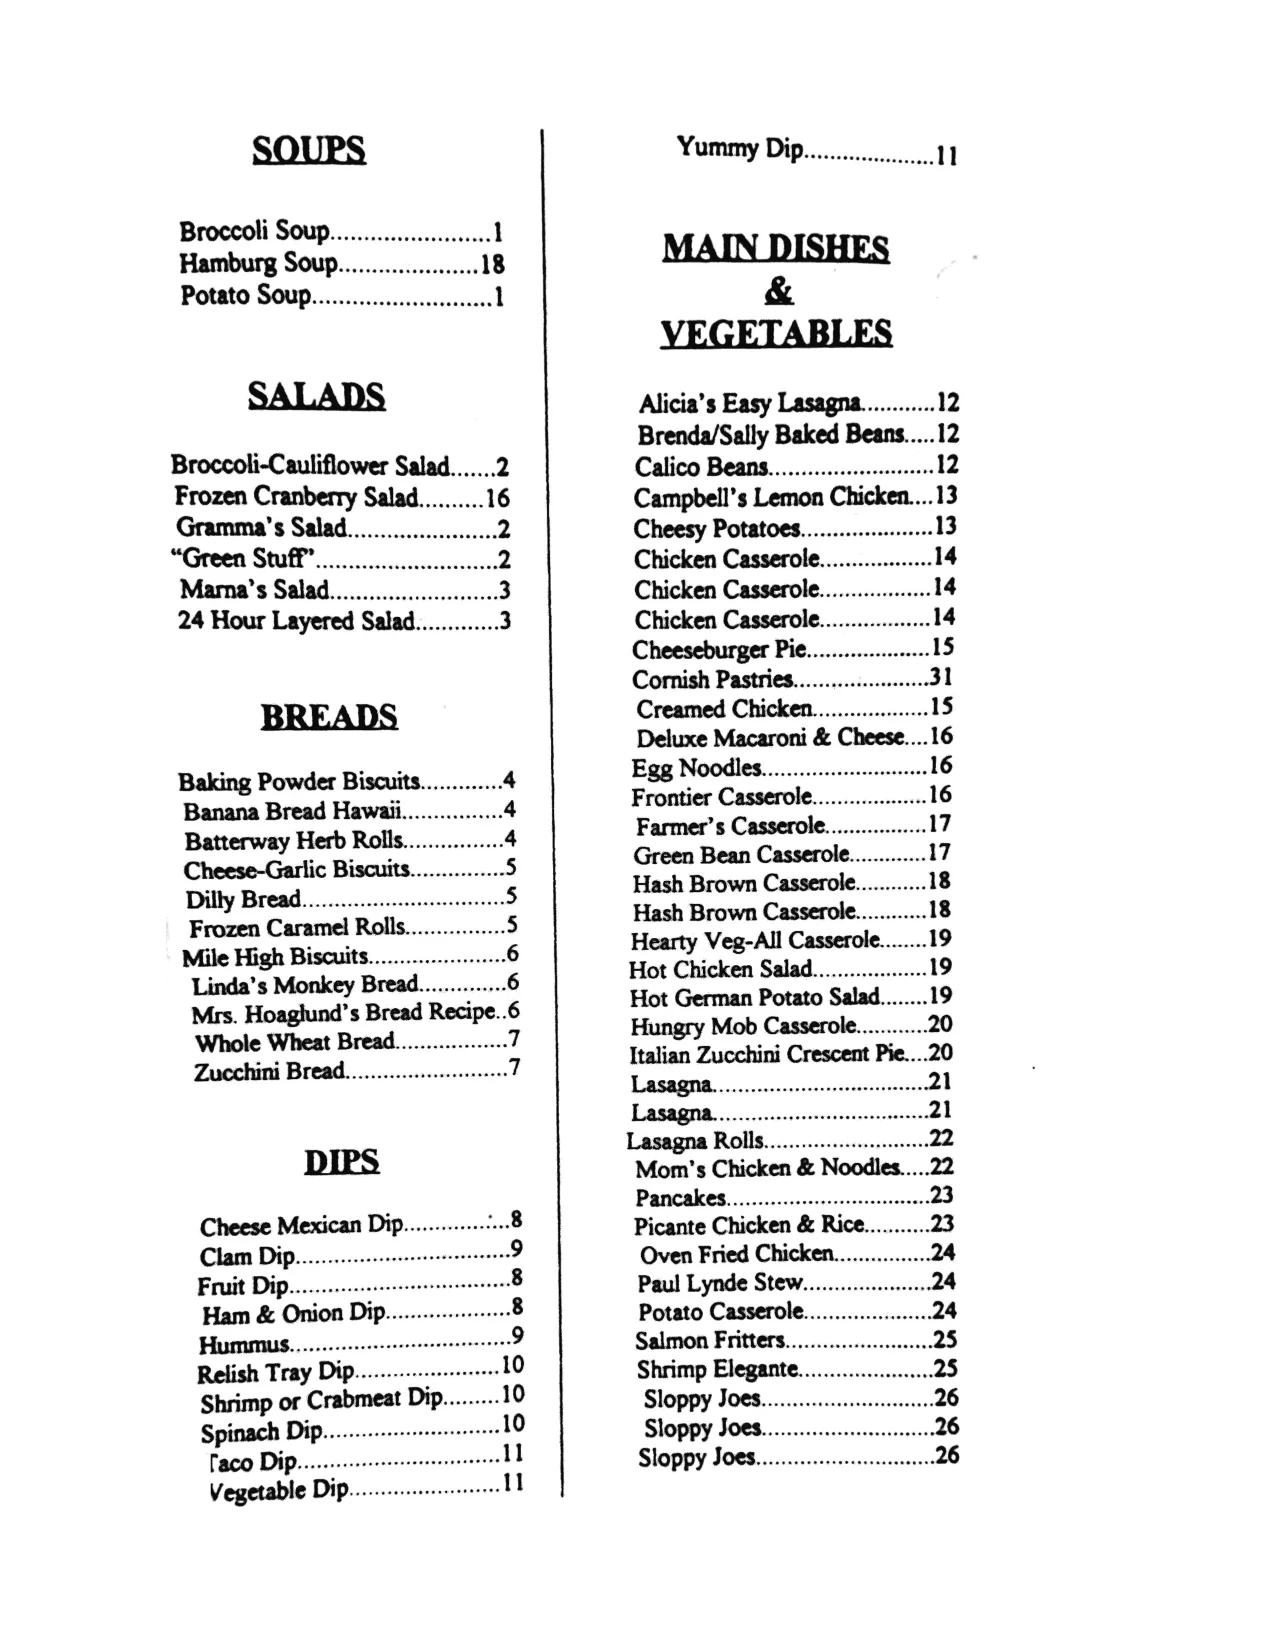 SOUPS
Broccoli Soup........................1
Hamburg Soup.....................18
Potato Soup...........................1
SALADS
Broccoli-Cauliflower Salad.......2
Frozen Cranberry Salad..........16
Gramma's Salad......................2
"Green Stuff"...........................2
Mama's Salad.........................3
24 Hour Layered Salad.............3
BREADS
Baking Powder Biscuits............4
Banana Bread Hawaii...............4
Batterway Herb Rolls...............4
Cheese-Garlic Biscuits..............5
Dilly Bread...............................5
Frozen Caramel Rolls...............5
Mile High Biscuits.....................6
Linda's Monkey Bread.............6
Mrs. Hoaglund's Bread Recipe..6
Whole Wheat Bread.................7
Zucchini Bread.........................7
DIPS
Cheese Mexican Dip................8
Clam Dip.................................9
Fruit Dip..................................8
Ham & Onion Dip...................8
Hummus..................................9
Relish Tray Dip......................10
Shrimp or Crabmeat Dip.........10
Spinach Dip...........................10
Taco Dip...............................11
Vegetable Dip.......................11
Yummy Dip.....................11
MAIN DISHES
&
VEGETABLES
Alicia's Easy Lasagna............12
Brenda/Sally Baked Beans.....12
Calico Beans..........................12
Campbell's Lemon Chicken....13
Cheesy Potatoes.....................13
Chicken Casserole..................14
Chicken Casserole..................14
Chicken Casserole..................14
Cheeseburger Pie....................15
Cornish Pastries......................31
Creamed Chicken..................15
Deluxe Macaroni & Cheese....16
Egg Noodles..........................16
Frontier Casserole..................16
Farmer's Casserole................17
Green Bean Casserole............17
Hash Brown Casserole...........18
Hash Brown Casserole...........18
Hearty Veg-All Casserole........19
Hot Chicken Salad..................19
Hot German Potato Salad........19
Hungry Mob Casserole...........20
Italian Zucchini Crescent Pie....20
Lasagna..................................21
Lasagna..................................21
Lasagna Rolls..........................22
Mom's Chicken & Noodles.....22
Pancakes................................23
Picante Chicken & Rice..........23
Oven Fried Chicken...............24
Paul Lynde Stew....................24
Potato Casserole....................24
Salmon Fritters.......................25
Shrimp Elegante.....................25
Sloppy Joes...........................26
Sloppy Joes...........................26
Sloppy Joes............................26